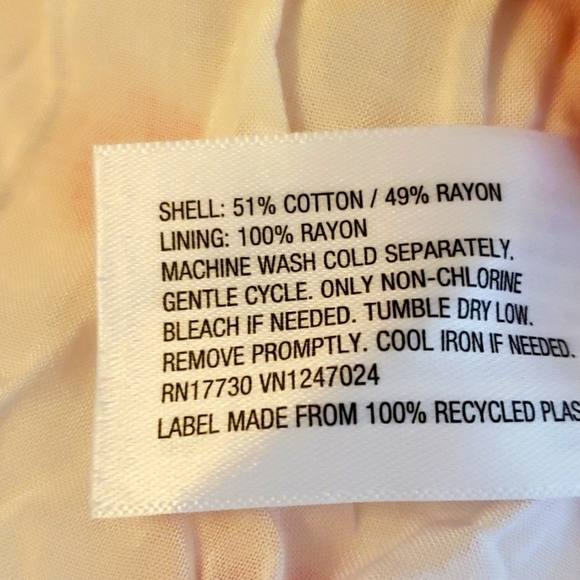 SHELL: 51% COTTON / 49% RAYON
LINING: 100% RAYON
MACHINE WASH COLD SEPARATELY.
GENTLE CYCLE. ONLY NON-CHLORINE
BLEACH IF NEEDED. TUMBLE DRY LOW.
REMOVE PROMPTLY. COOL IRON IF NEEDED.
RN17730 VN1247024
LABEL MADE FROM 100% RECYCLED PLAS